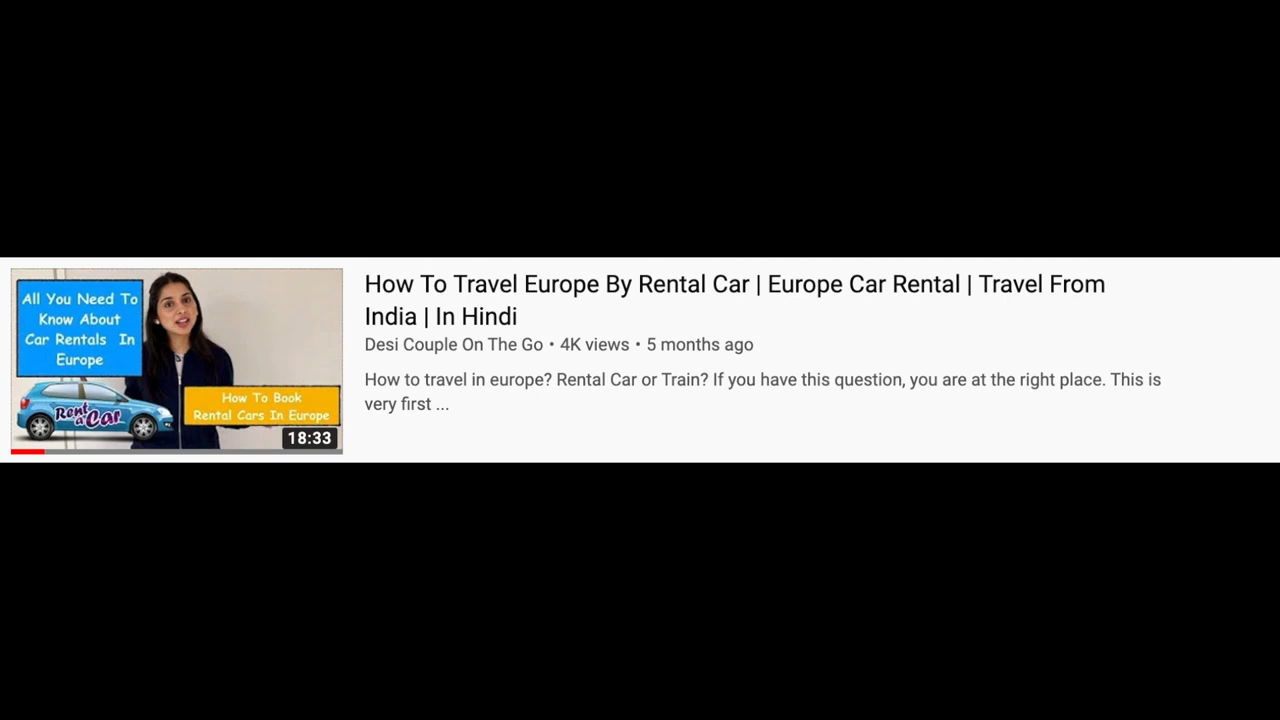 All You Need To
Know About
Car Rentals In
Europe
Rent
a Car
How To Book
Rental Cars In Europe
18:33
How To Travel Europe By Rental Car | Europe Car Rental | Travel From
India | In Hindi
Desi Couple On The Go • 4K views • 5 months ago
How to travel in europe? Rental Car or Train? If you have this question, you are at the right place. This is
very first ...